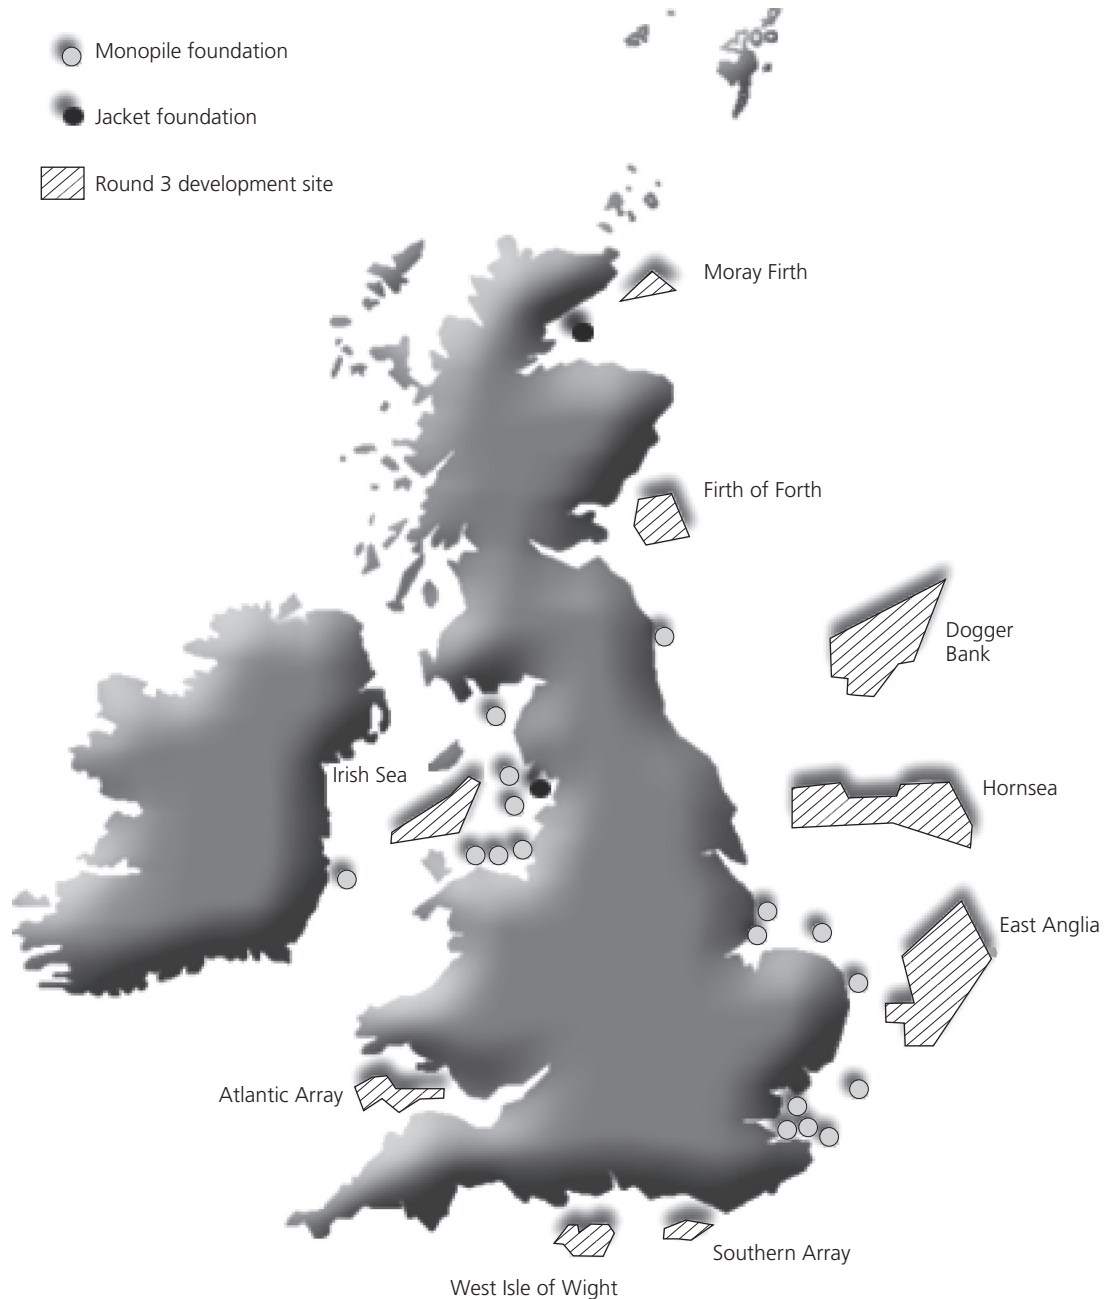 Monopile foundation
Jacket foundation
Round 3 development site
Moray Firth
Firth of Forth
Dogger
Bank
Irish Sea
Hornsea
East Anglia
Atlantic Array
Southern Array
West Isle of Wight